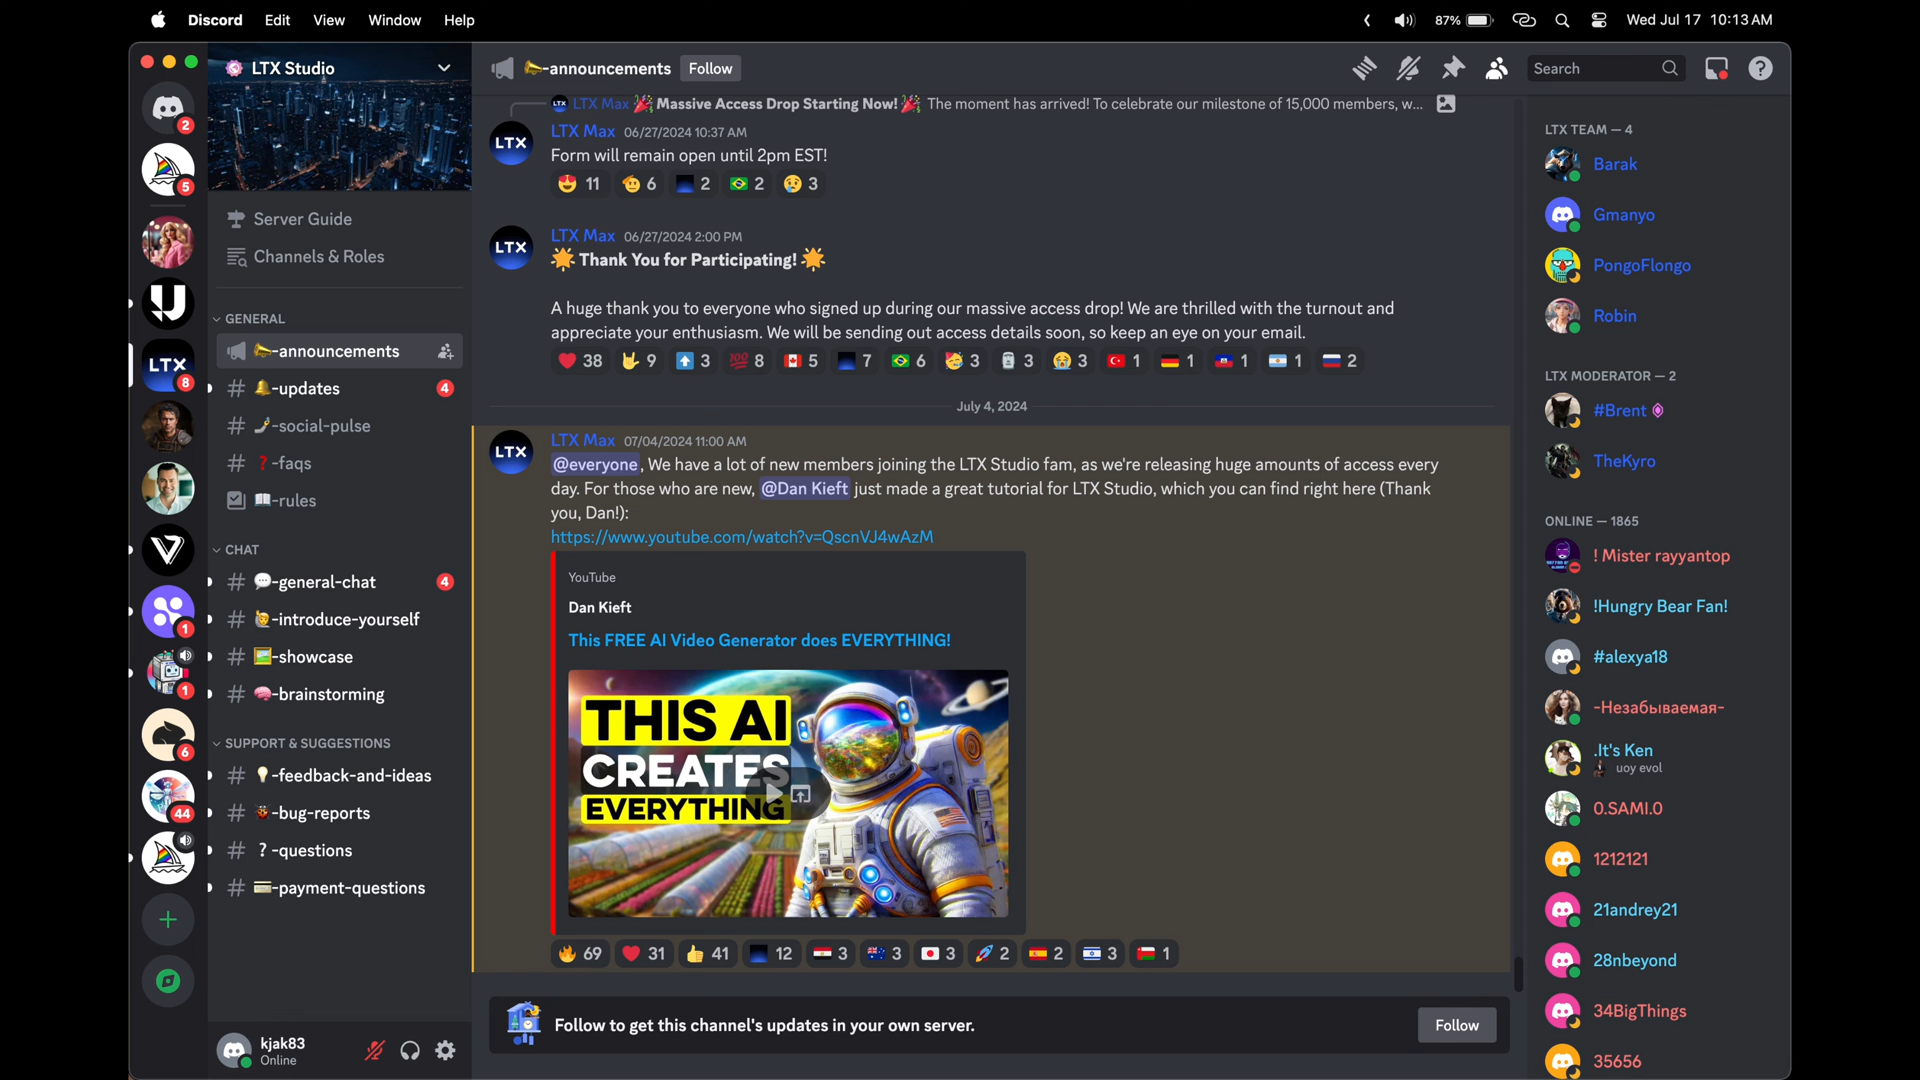 Discord Edit View Window Help
87% Wed Jul 17 10:13 AM
LTX Studio
Server Guide
Channels & Roles
GENERAL
-announcements
-updates 4
-social-pulse
-faqs
-rules
CHAT
-general-chat 4
-introduce-yourself
-showcase
-brainstorming
SUPPORT & SUGGESTIONS
-feedback-and-ideas
-bug-reports
?-questions
-payment-questions
kjak83
Online
2
5
LTX
8
1
1
6
44
-announcements Follow
Search
LTX Max Massive Access Drop Starting Now! The moment has arrived! To celebrate our milestone of 15,000 members, w...
LTX
LTX Max 06/27/2024 10:37 AM
Form will remain open until 2pm EST!
11 6 2 2 3
LTX
LTX Max 06/27/2024 2:00 PM
Thank You for Participating!
A huge thank you to everyone who signed up during our massive access drop! We are thrilled with the turnout and
appreciate your enthusiasm. We will be sending out access details soon, so keep an eye on your email.
38 9 3 100 8 5 7 6 3 3 3 1 1 1 1 2
July 4, 2024
LTX
LTX Max 07/04/2024 11:00 AM
@everyone, We have a lot of new members joining the LTX Studio fam, as we're releasing huge amounts of access every
day. For those who are new, @Dan Kieft just made a great tutorial for LTX Studio, which you can find right here (Thank
you, Dan!):
https://www.youtube.com/watch?v=QscnVJ4wAzM
YouTube
Dan Kieft
This FREE AI Video Generator does EVERYTHING!
THIS AI
CREATES
EVERYTHING
69 31 41 12 3 3 3 2 2 3 1
Follow to get this channel's updates in your own server.
Follow
LTX TEAM — 4
Barak
Gmanyo
PongoFlongo
Robin
LTX MODERATOR — 2
#Brent
TheKyro
ONLINE — 1865
! Mister rayyantop
!Hungry Bear Fan!
#alexya18
-Незабываемая-
.It's Ken
uoy evol
0.SAMI.0
1212121
21andrey21
28nbeyond
34BigThings
35656